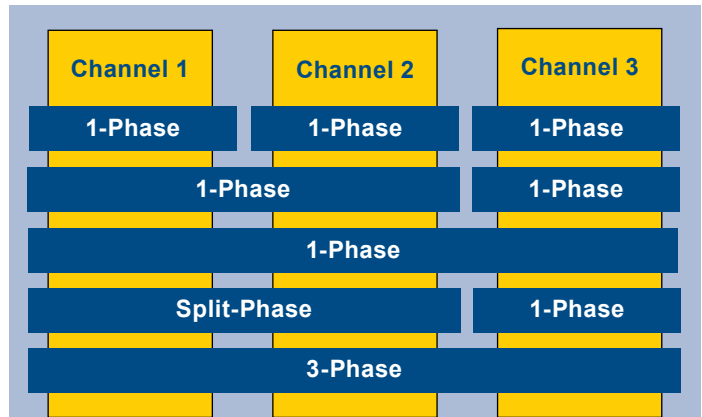 Channel 1 Channel 2 Channel 3
1-Phase 1-Phase 1-Phase
1-Phase 1-Phase
1-Phase
Split-Phase 1-Phase
3-Phase